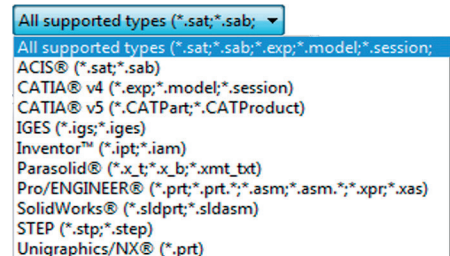 All supported types (*.sat;*.sab;
All supported types (*.sat;*.sab;*.exp;*.model;*.session;
ACIS® (*.sat;*.sab)
CATIA® v4 (*.exp;*.model;*.session)
CATIA® v5 (*.CATPart;*.CATProduct)
IGES (*.igs;*.iges)
Inventor™ (*.ipt;*.iam)
Parasolid® (*.x_t;*.x_b;*.xmt_txt)
Pro/ENGINEER® (*.prt;*.prt.*;*.asm;*.asm.*;*.xpr;*.xas)
SolidWorks® (*.sldprt;*.sldasm)
STEP (*.stp;*.step)
Unigraphics/NX® (*.prt)